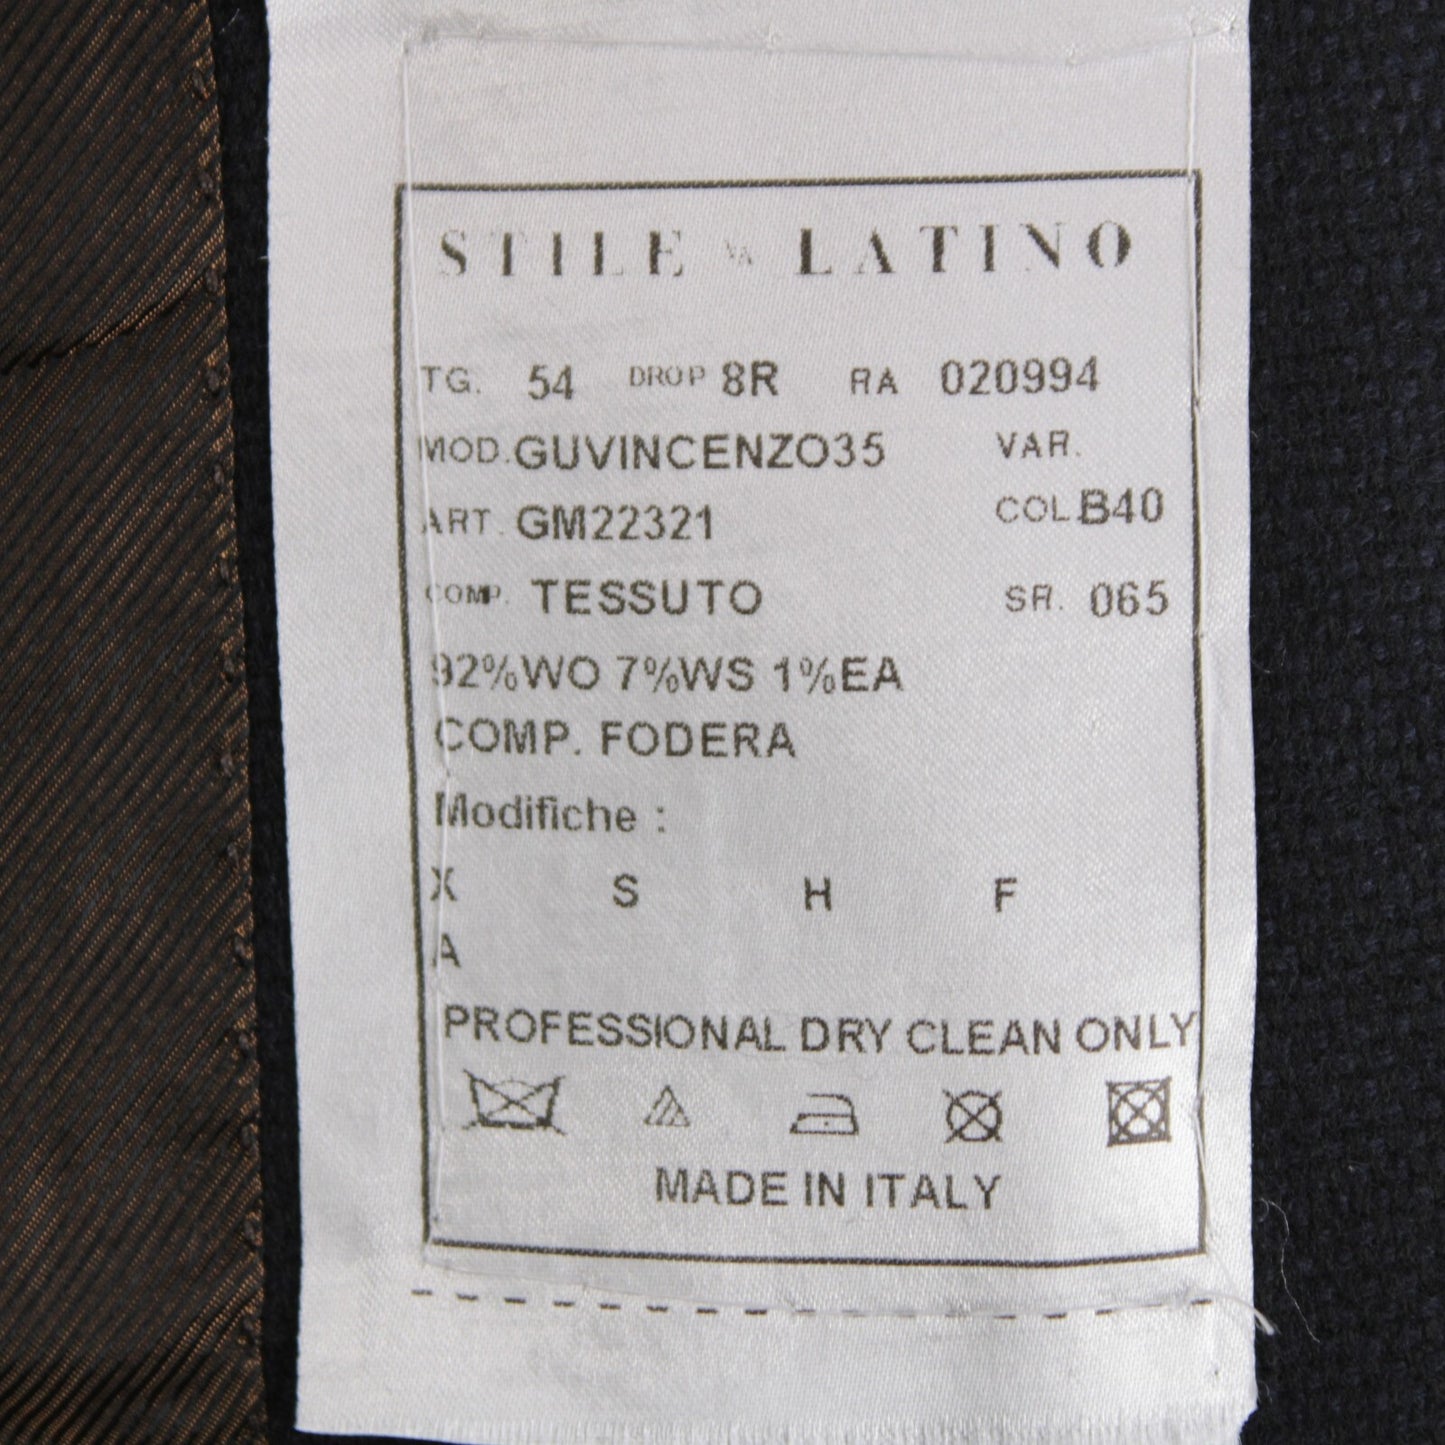 STILE LATINO
TG. 54 DROP 8R RA 020994
MOD. GUVINCENZO35 VAR.
ART. GM22321 COL B40
COMP. TESSUTO SR. 065
92%WO 7%WS 1%EA
COMP. FODERA
Modifiche :
X S H F
A
PROFESSIONAL DRY CLEAN ONLY
MADE IN ITALY